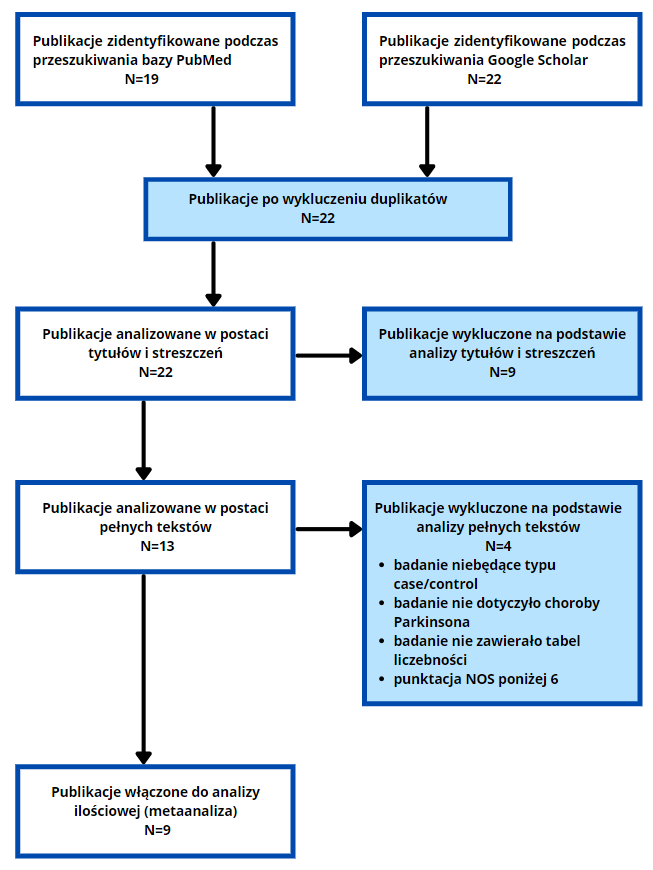 Publikacje zidentyfikowane podczas
przeszukiwania bazy PubMed
N=19
Publikacje zidentyfikowane podczas
przeszukiwania Google Scholar
N=22
Publikacje po wykluczeniu duplikatów
N=22
Publikacje analizowane w postaci
tytułów i streszczeń
N=22
Publikacje wykluczone na podstawie
analizy tytułów i streszczeń
N=9
Publikacje analizowane w postaci
pełnych tekstów
N=13
Publikacje wykluczone na podstawie
analizy pełnych tekstów
N=4
• badanie niebędące typu
case/control
• badanie nie dotyczyło choroby
Parkinsona
• badanie nie zawierało tabel
liczebności
• punktacja NOS poniżej 6
Publikacje włączone do analizy
ilościowej (metaanaliza)
N=9